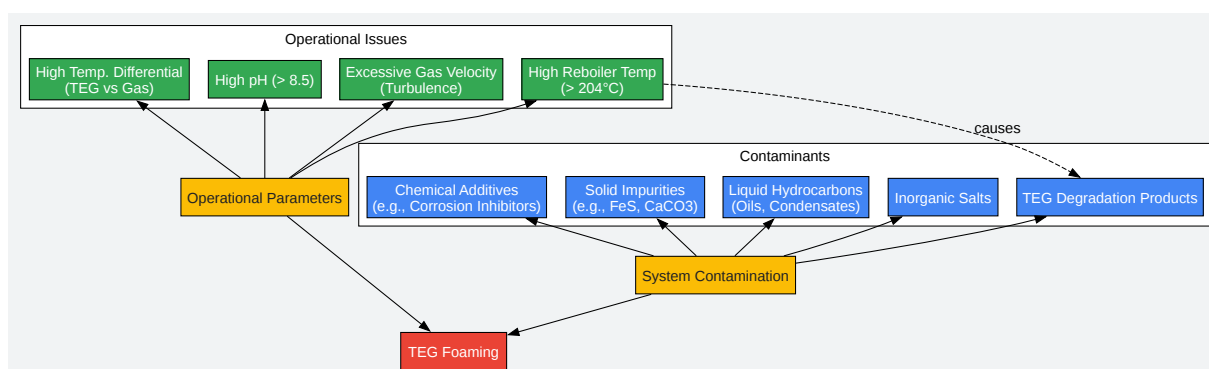 Operational Issues
High Temp. Differential
(TEG vs Gas)
High pH (> 8.5)
Excessive Gas Velocity
(Turbulence)
High Reboiler Temp
(> 204°C)
causes
Contaminants
Operational Parameters
Chemical Additives
(e.g., Corrosion Inhibitors)
Solid Impurities
(e.g., FeS, CaCO3)
Liquid Hydrocarbons
(Oils, Condensates)
Inorganic Salts
TEG Degradation Products
System Contamination
TEG Foaming